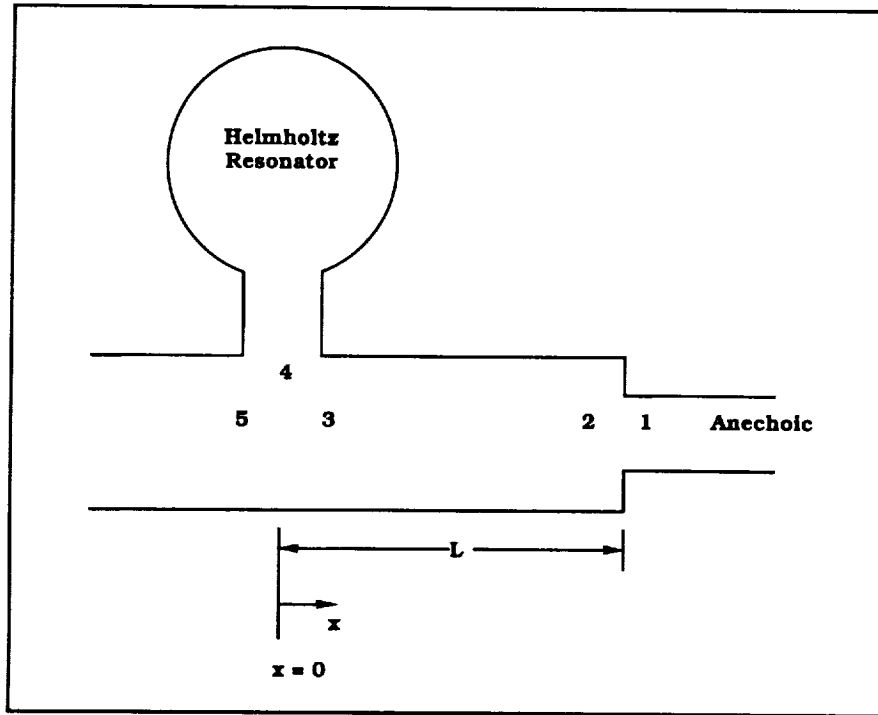 Helmholtz
Resonator
4
5 3 2 1 Anechoic
L
x
x = 0